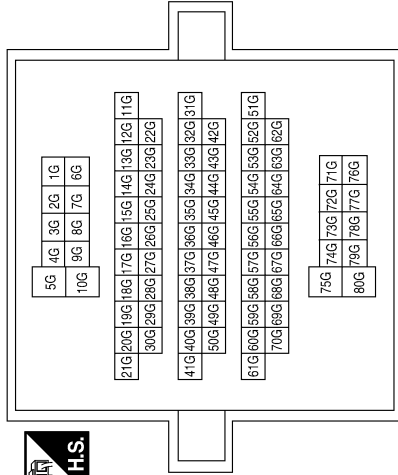 H.S.
5G 4G 3G 2G 1G
10G 9G 8G 7G 6G
21G 20G 19G 18G 17G 16G 15G 14G 13G 12G 11G
30G 29G 28G 27G 26G 25G 24G 23G 22G
41G 40G 39G 38G 37G 36G 35G 34G 33G 32G 31G
50G 49G 48G 47G 46G 45G 44G 43G 42G
61G 60G 59G 58G 57G 56G 55G 54G 53G 52G 51G
70G 69G 68G 67G 66G 65G 64G 63G 62G
75G 74G 73G 72G 71G
80G 79G 78G 77G 76G